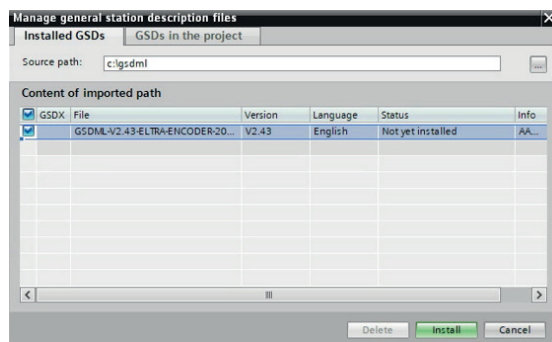 Manage general station description files
Installed GSDs GSDs in the project
Source path: c:\gsdml ...
Content of imported path
GSDX File Version Language Status Info
GSDML-V2.43-ELTRA-ENCODER-20... V2.43 English Not yet installed AA...
Delete Install Cancel